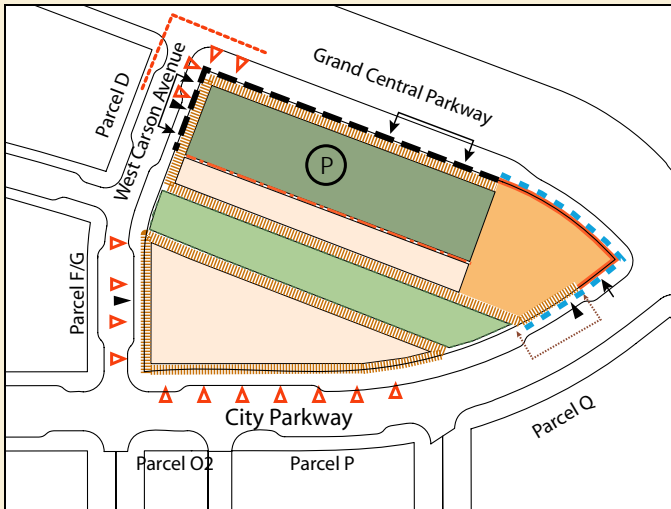 Grand Central Parkway
West Carson Avenue
Parcel D
P
Parcel F/G
City Parkway
Parcel Q
Parcel O2
Parcel P